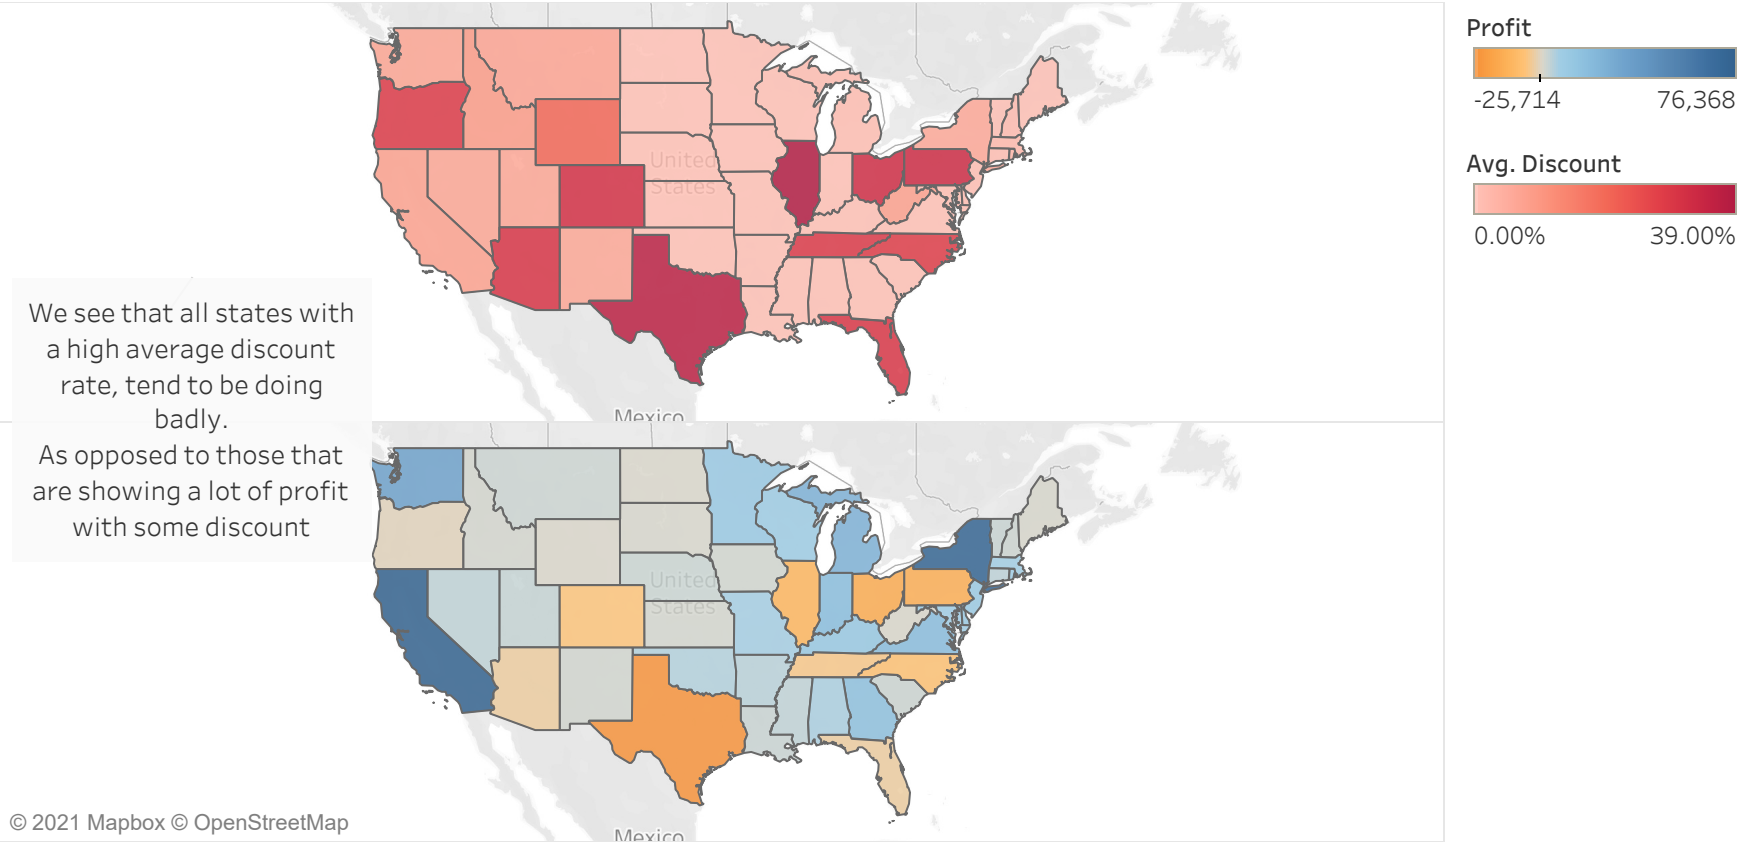 Profit
-25,714 76,368
Avg. Discount
0.00% 39.00%
United
States
Mexico
We see that all states with
a high average discount
rate, tend to be doing
badly.
As opposed to those that
are showing a lot of profit
with some discount
United
States
Mexico
© 2021 Mapbox © OpenStreetMap